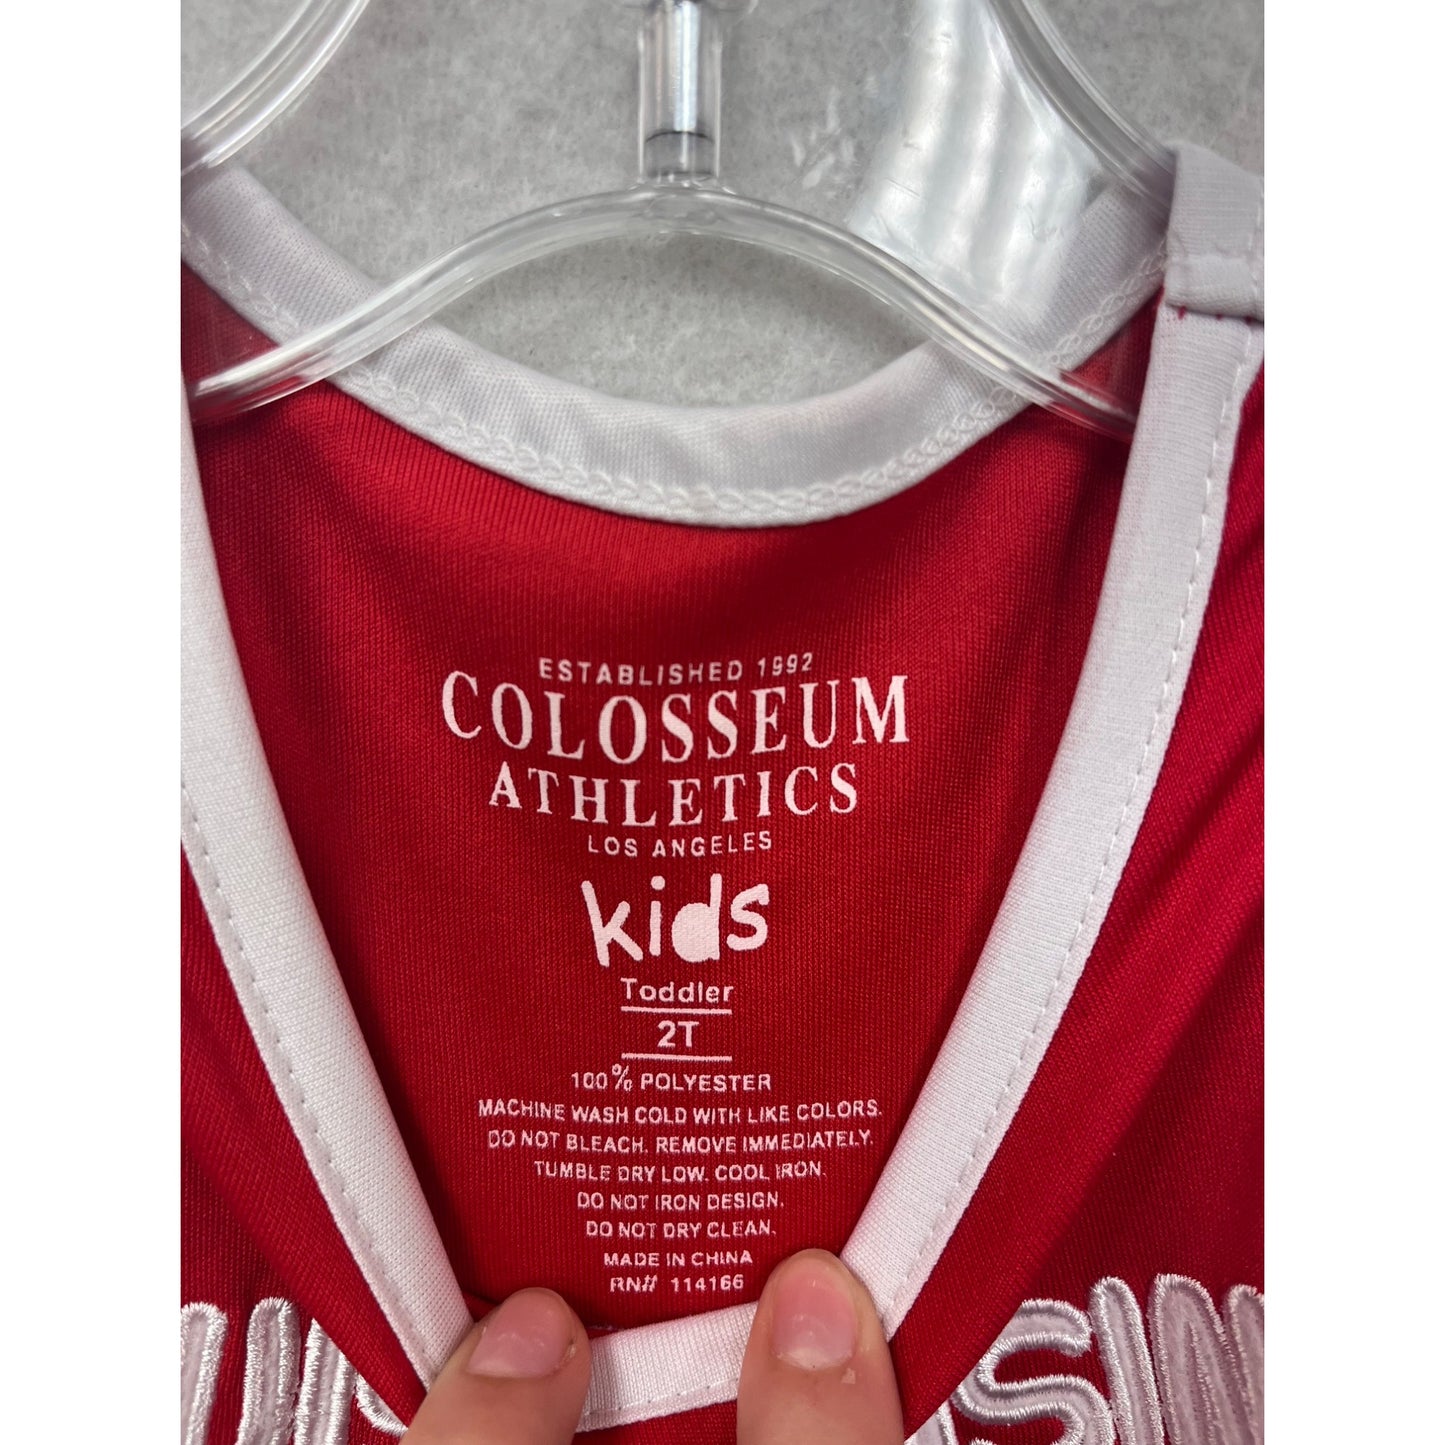 ESTABLISHED 1992
COLOSSEUM
ATHLETICS
LOS ANGELES
kids
Toddler
2T
100% POLYESTER
MACHINE WASH COLD WITH LIKE COLORS.
DO NOT BLEACH. REMOVE IMMEDIATELY.
TUMBLE DRY LOW. COOL IRON.
DO NOT IRON DESIGN.
DO NOT DRY CLEAN.
MADE IN CHINA
RN# 114166